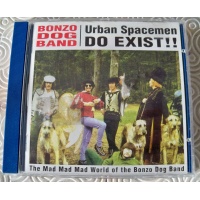 BONZO
DOG
BAND
Urban Spacemen
DO EXIST!!
The Mad Mad Mad World of the Bonzo Dog Band